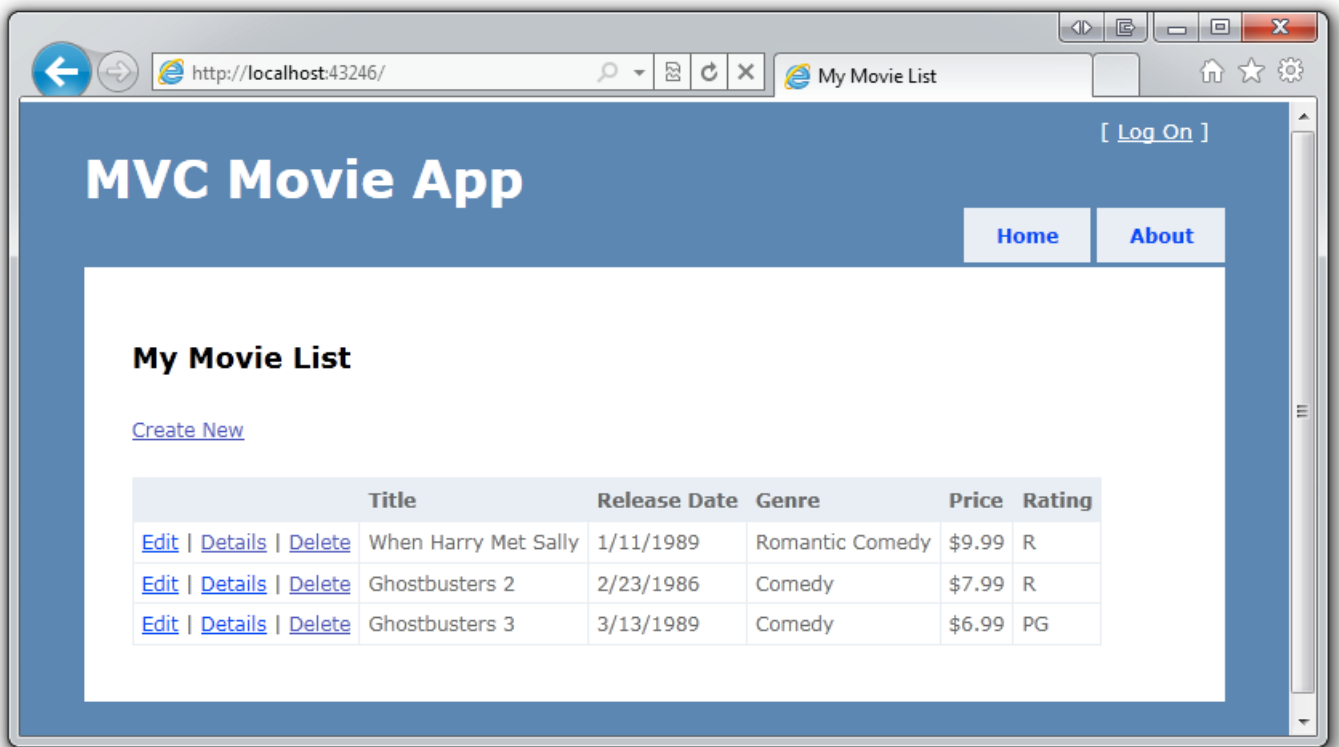 http://localhost:43246/
My Movie List
[ Log On ]
MVC Movie App
Home About
My Movie List
Create New
Title Release Date Genre Price Rating
Edit | Details | Delete When Harry Met Sally 1/11/1989 Romantic Comedy $9.99 R
Edit | Details | Delete Ghostbusters 2 2/23/1986 Comedy $7.99 R
Edit | Details | Delete Ghostbusters 3 3/13/1989 Comedy $6.99 PG